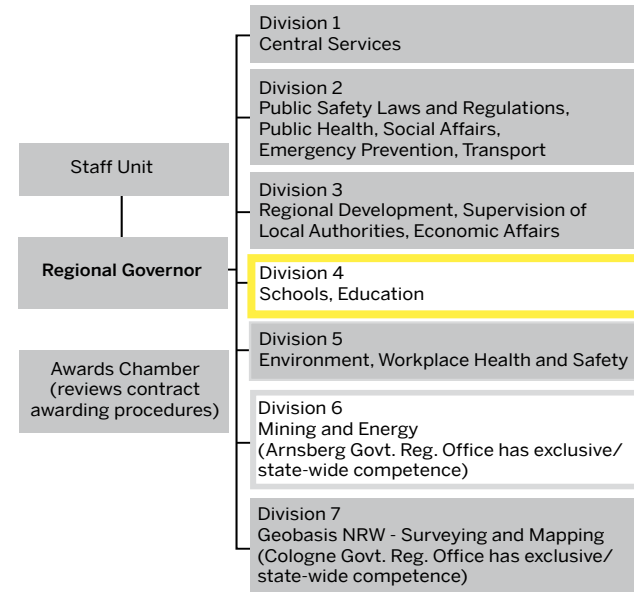 Staff Unit
Regional Governor
Awards Chamber
(reviews contract
awarding procedures)
Division 1
Central Services
Division 2
Public Safety Laws and Regulations,
Public Health, Social Affairs,
Emergency Prevention, Transport
Division 3
Regional Development, Supervision of
Local Authorities, Economic Affairs
Division 4
Schools, Education
Division 5
Environment, Workplace Health and Safety
Division 6
Mining and Energy
(Arnsberg Govt. Reg. Office has exclusive/
state-wide competence)
Division 7
Geobasis NRW - Surveying and Mapping
(Cologne Govt. Reg. Office has exclusive/
state-wide competence)